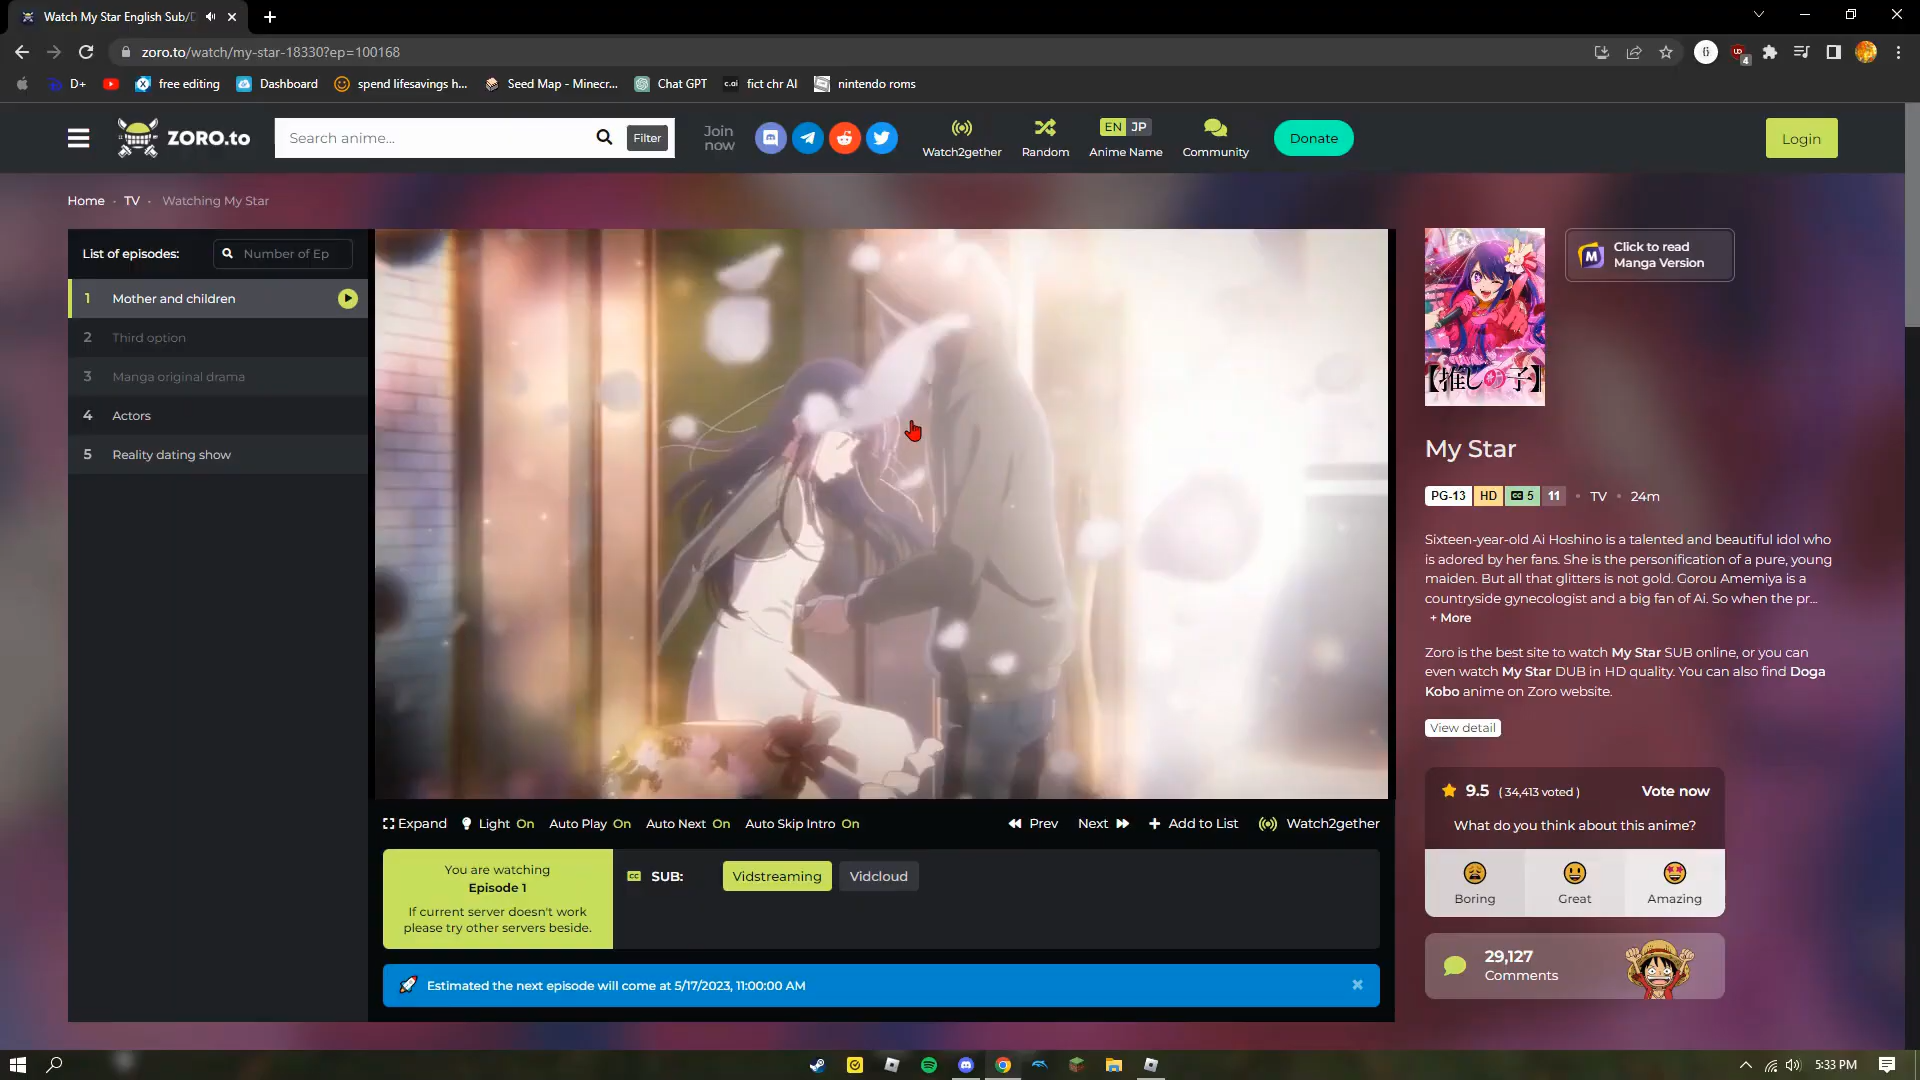 Watch My Star English Sub/D
zoro.to/watch/my-star-18330?ep=100168
4
D+
free editing
Dashboard
spend lifesavings h...
Seed Map - Minecr...
Chat GPT
c.ai
fict chr AI
nintendo roms
ZORO.to
Search anime...
Filter
Join
now
Watch2gether
Random
EN JP
Anime Name
Community
Donate
Login
Home
TV
Watching My Star
List of episodes:
Number of Ep
1 Mother and children
2 Third option
3 Manga original drama
4 Actors
5 Reality dating show
Expand
Light On
Auto Play On
Auto Next On
Auto Skip Intro On
Prev
Next
Add to List
Watch2gether
You are watching
Episode 1
If current server doesn't work
please try other servers beside.
CC SUB:
Vidstreaming
Vidcloud
Estimated the next episode will come at 5/17/2023, 11:00:00 AM
【推しの子】
M
Click to read
Manga Version
My Star
PG-13 HD CC 5 11 • TV • 24m
Sixteen-year-old Ai Hoshino is a talented and beautiful idol who
is adored by her fans. She is the personification of a pure, young
maiden. But all that glitters is not gold. Gorou Amemiya is a
countryside gynecologist and a big fan of Ai. So when the pr...
+ More
Zoro is the best site to watch My Star SUB online, or you can
even watch My Star DUB in HD quality. You can also find Doga
Kobo anime on Zoro website.
View detail
9.5 ( 34,413 voted )
Vote now
What do you think about this anime?
Boring
Great
Amazing
29,127
Comments
5:33 PM